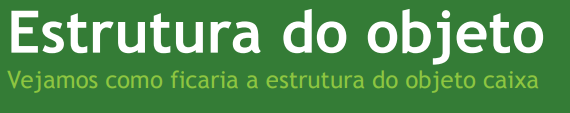 Estrutura do objeto
Vejamos como ficaria a estrutura do objeto caixa